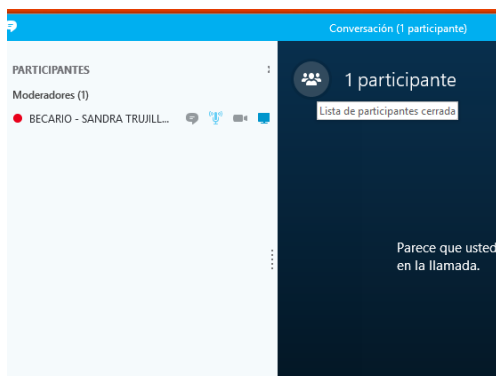 Conversación (1 participante)
PARTICIPANTES
Moderadores (1)
BECARIO - SANDRA TRUJILL...
1 participante
Lista de participantes cerrada
Parece que usted
en la llamada.